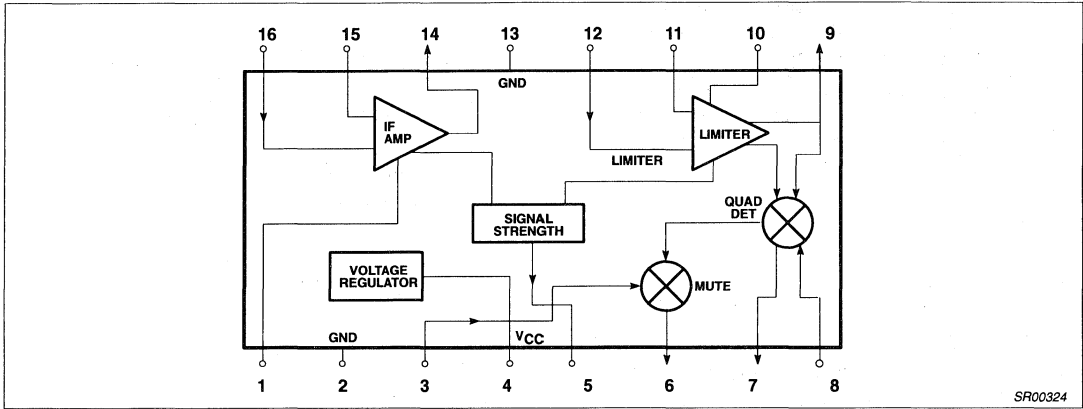 16 15 14 13 12 11 10 9
GND
IF
AMP
LIMITER
LIMITER
QUAD
DET
SIGNAL
STRENGTH
VOLTAGE
REGULATOR
MUTE
GND
VCC
1 2 3 4 5 6 7 8
SR00324